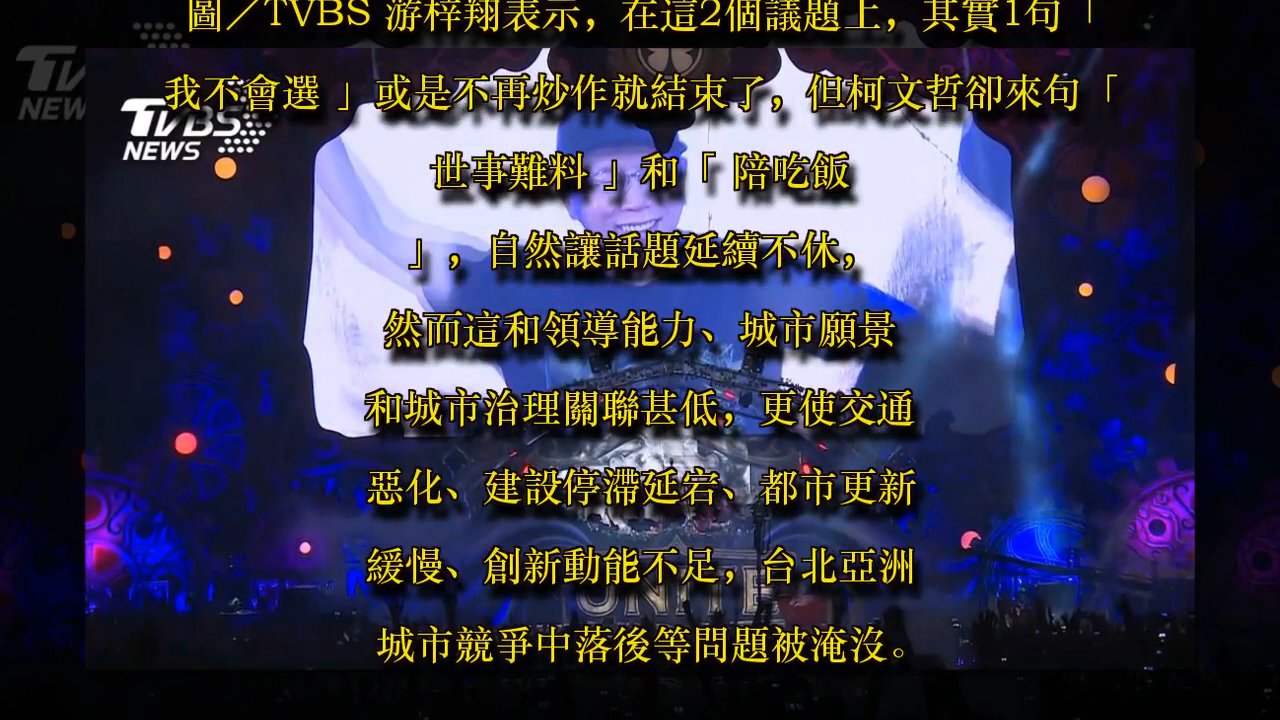 圖／TVBS 游梓翔表示，在這2個議題上，其實1句「
我不會選 」或是不再炒作就結束了，但柯文哲卻來句「
世事難料 」和「 陪吃飯
」，自然讓話題延續不休，
然而這和領導能力、城市願景
和城市治理關聯甚低，更使交通
惡化、建設停滯延宕、都市更新
緩慢、創新動能不足，台北亞洲
城市競爭中落後等問題被淹沒。
TVBS
NEWS
TV
NEW
UNITE